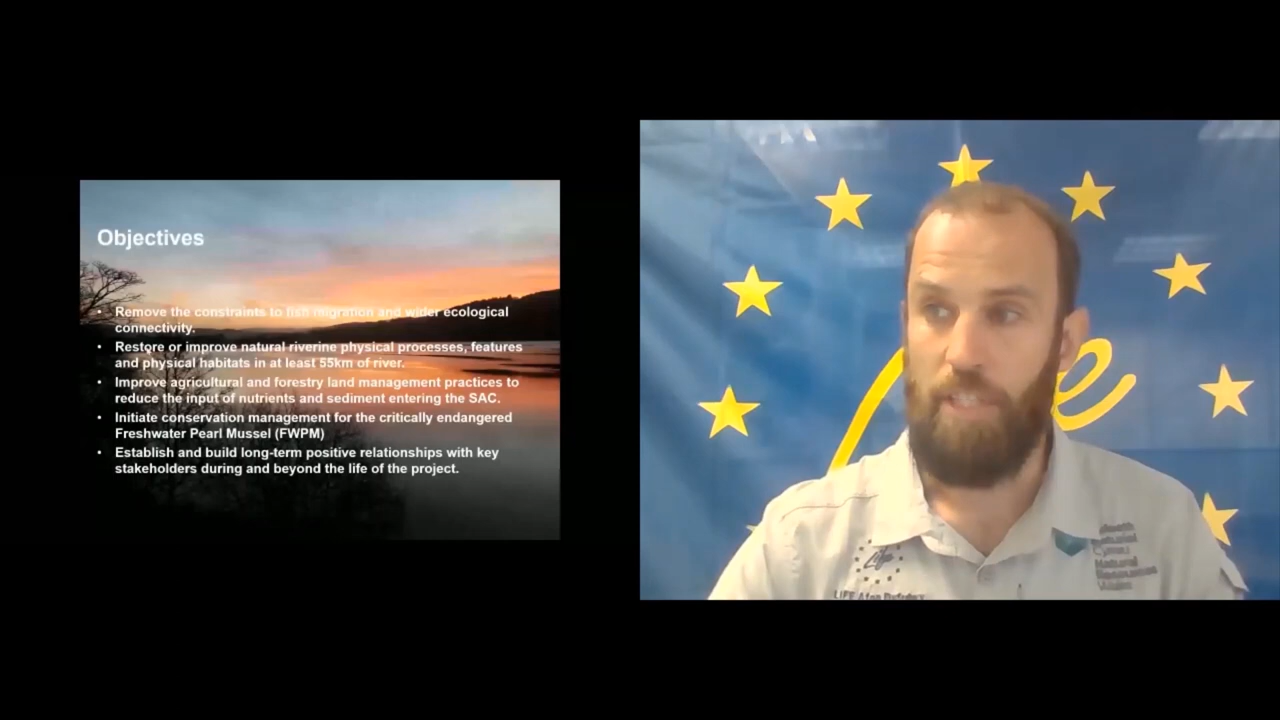 Objectives
• Remove the constraints to fish migration and wider ecological
connectivity.
• Restore or improve natural riverine physical processes, features
and physical habitats in at least 55km of river.
• Improve agricultural and forestry land management practices to
reduce the input of nutrients and sediment entering the SAC.
• Initiate conservation management for the critically endangered
Freshwater Pearl Mussel (FWPM)
• Establish and build long-term positive relationships with key
stakeholders during and beyond the life of the project.
Life
Natural